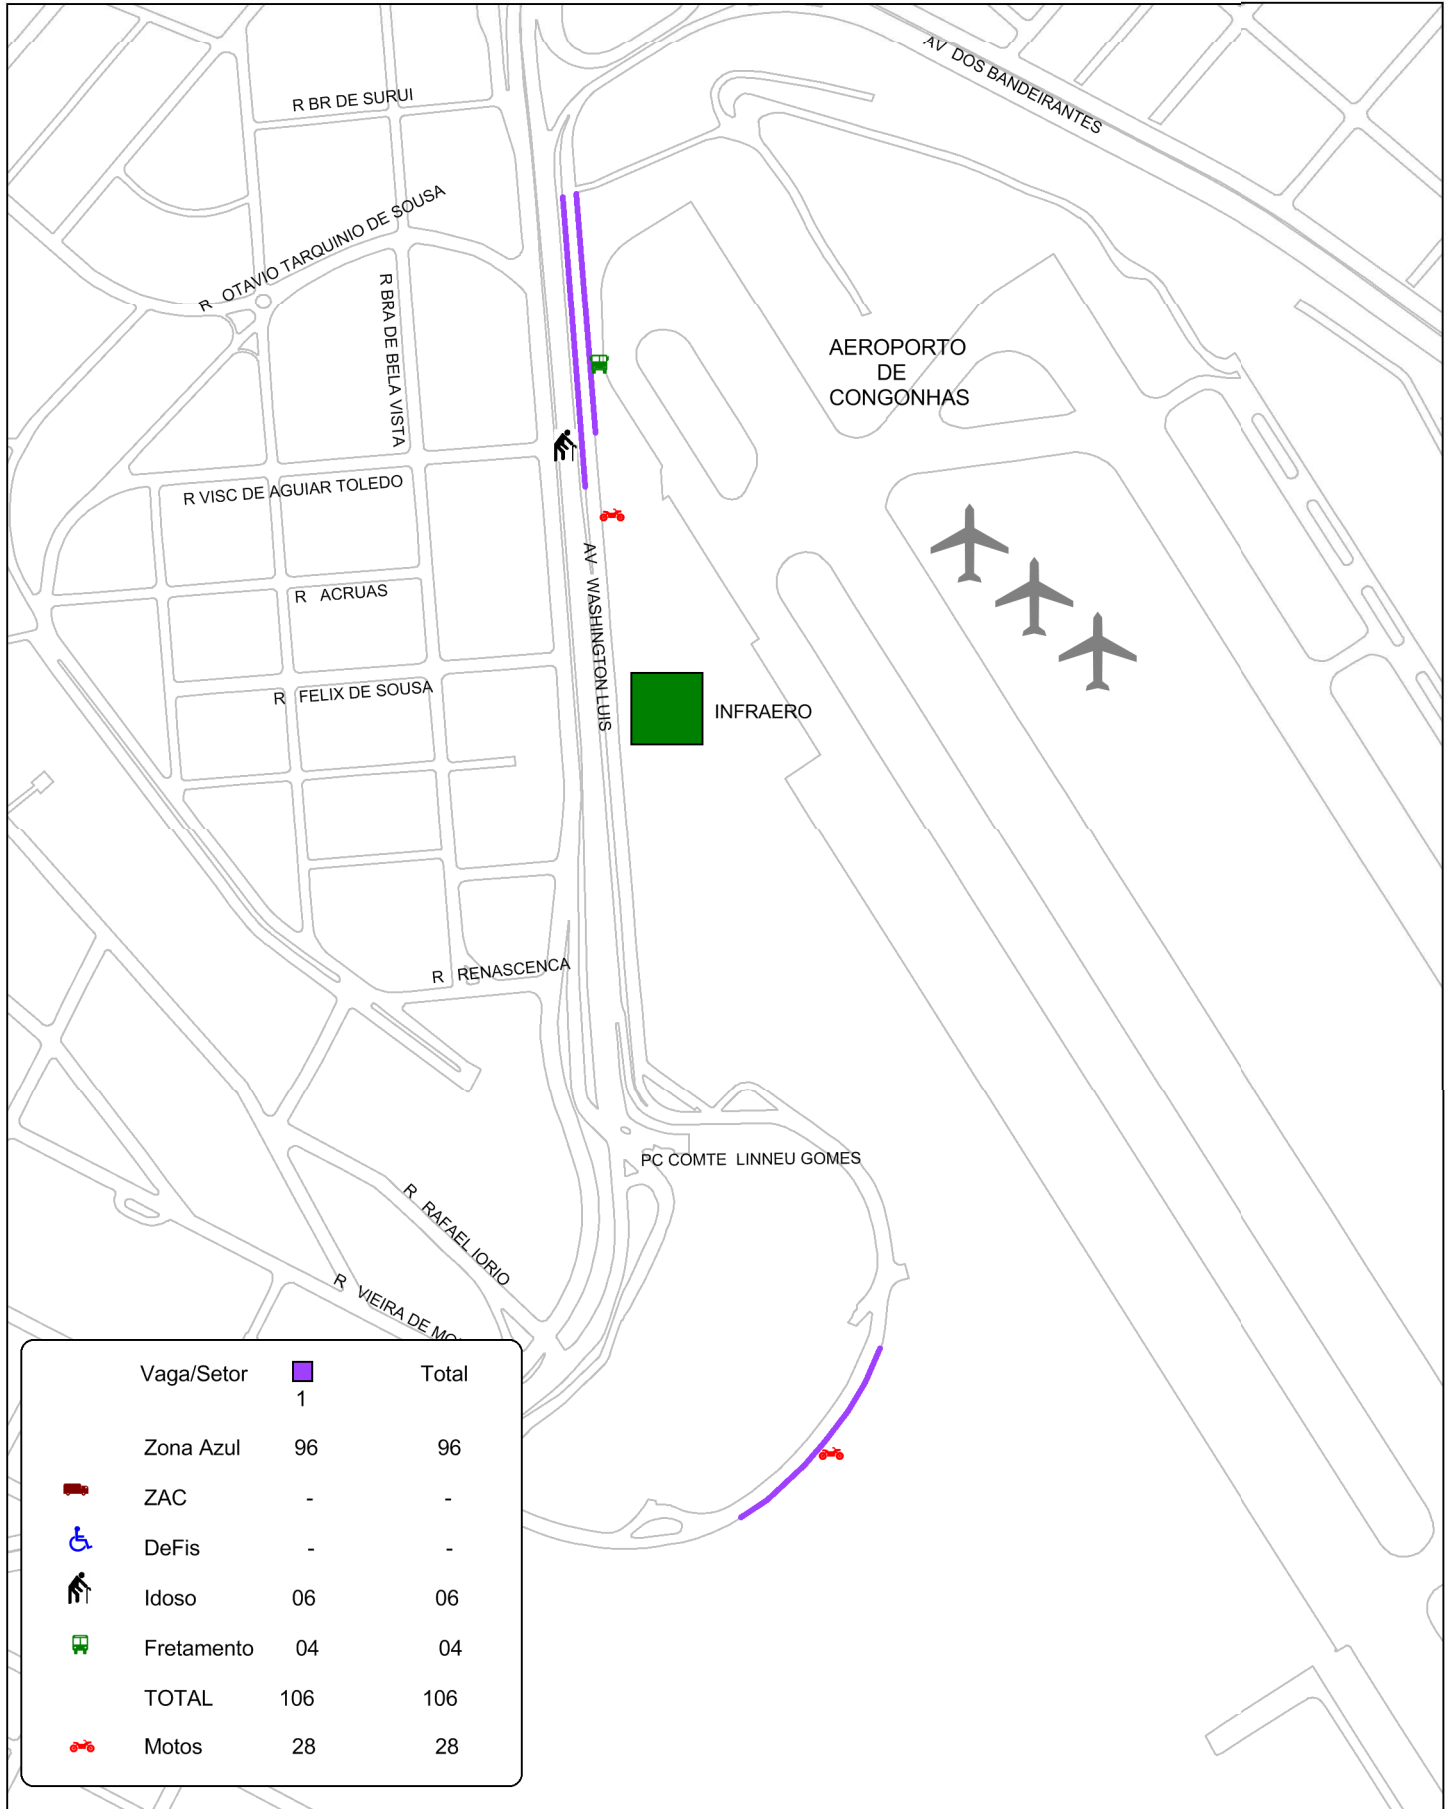 AV DOS BANDEIRANTES
R BR DE SURUI
R OTAVIO TARQUINIO DE SOUSA
R BRA DE BELA VISTA
AEROPORTO
DE
CONGONHAS
R VISC DE AGUIAR TOLEDO
AV WASHINGTON LUIS
R ACRUAS
R FELIX DE SOUSA
INFRAERO
R RENASCENCA
PC COMTE LINNEU GOMES
R RAFAEL IORIO
R VIEIRA DE
Vaga/Setor Total
1
Zona Azul 96 96
ZAC - -
DeFis - -
Idoso 06 06
Fretamento 04 04
TOTAL 106 106
Motos 28 28